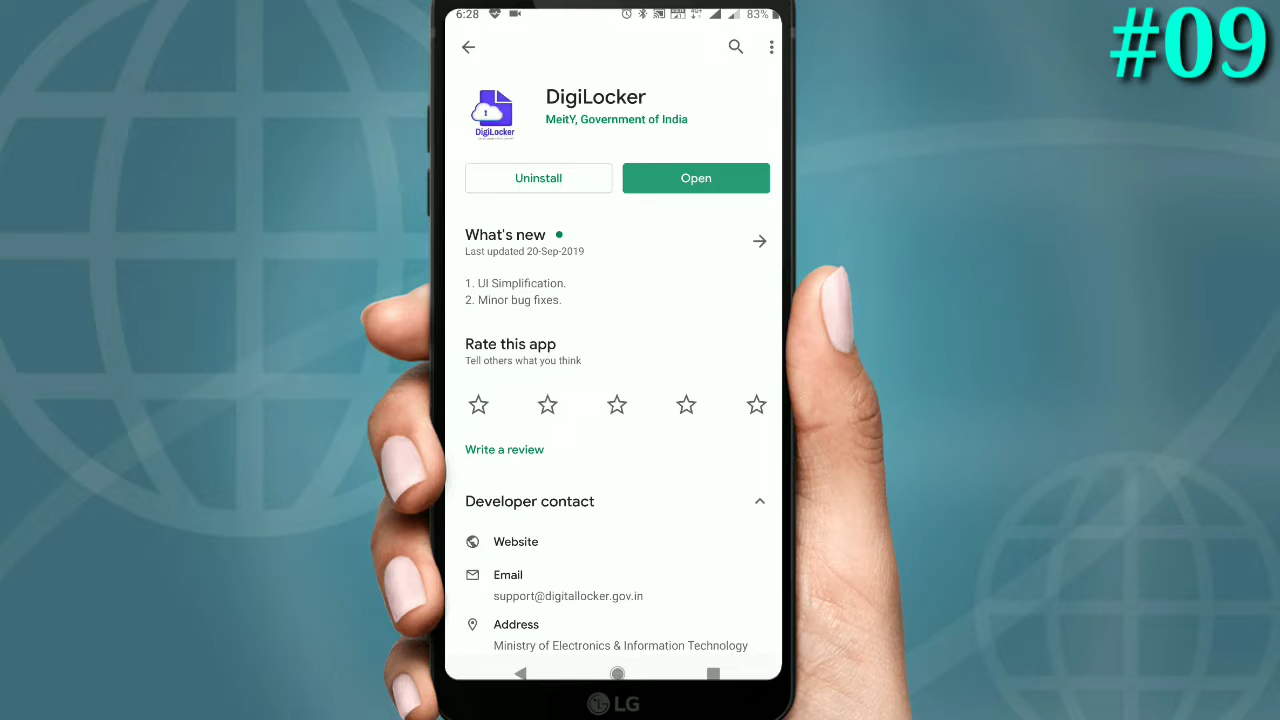 #09
6:28
83%
DigiLocker
MeitY, Government of India
DigiLocker
Uninstall
Open
What's new
Last updated 20-Sep-2019
1. UI Simplification.
2. Minor bug fixes.
Rate this app
Tell others what you think
Write a review
Developer contact
Website
Email
support@digitallocker.gov.in
Address
Ministry of Electronics & Information Technology
LG